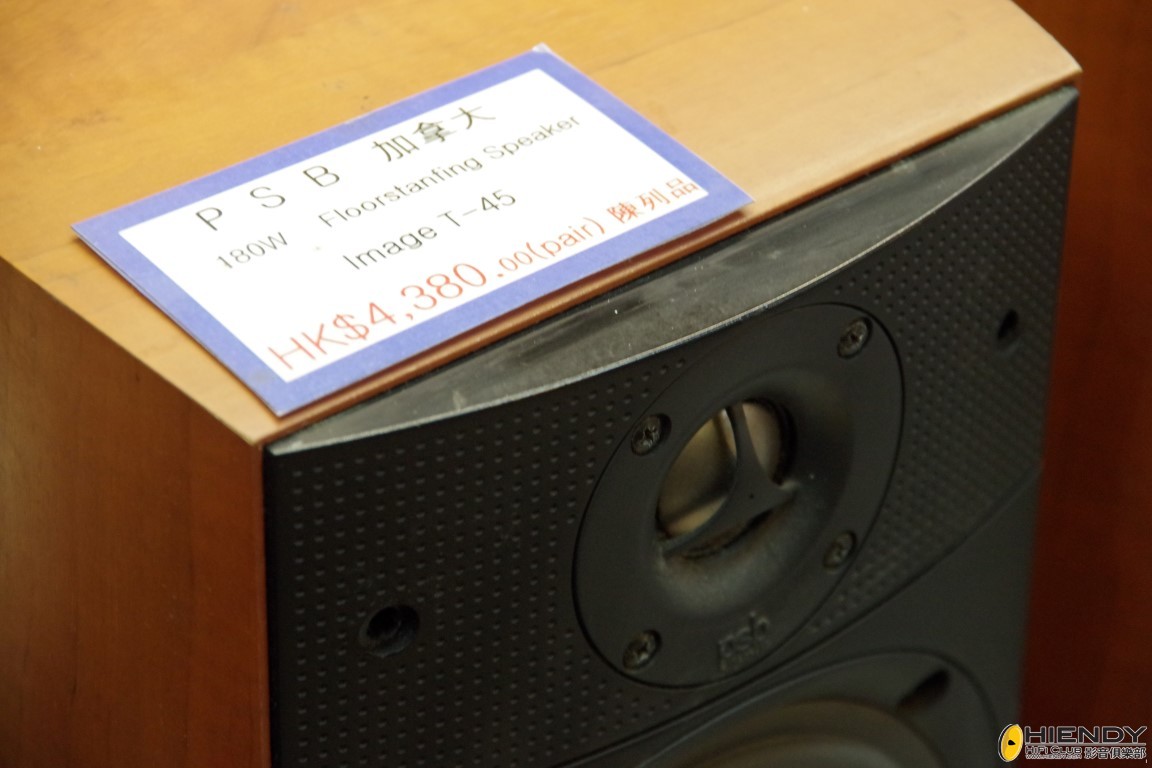 PSB 加拿大
180W Floorstanfing Speaker
Image T-45
HK$4,380.00(pair) 陳列品
psb
HIENDY
HIFI CLUB 影音俱樂部